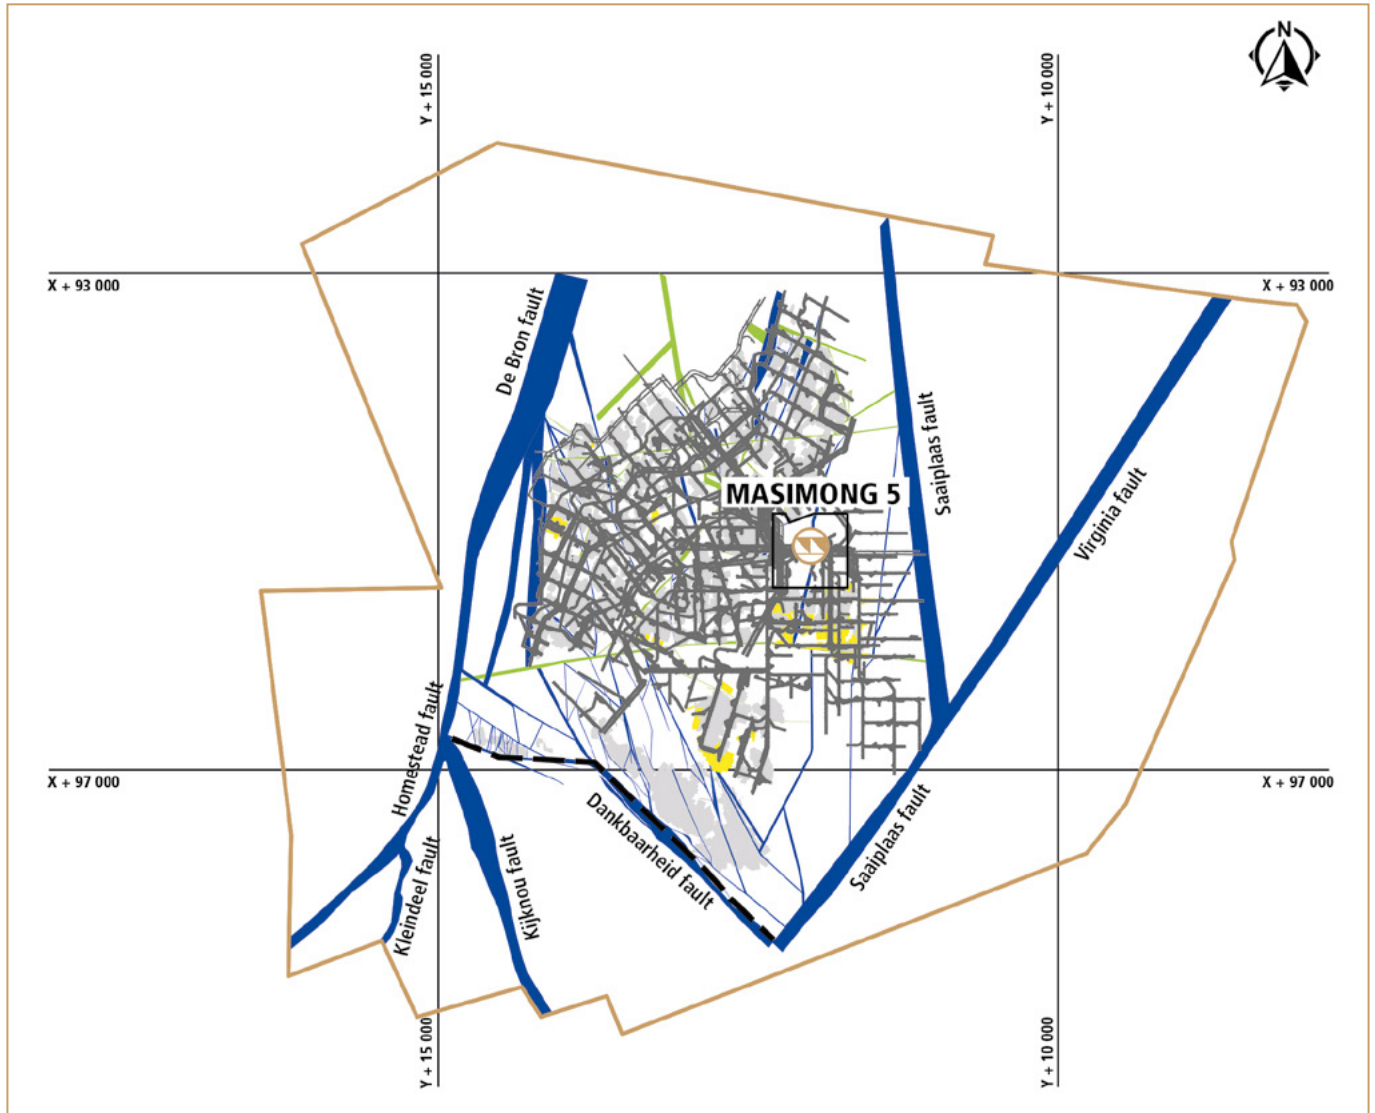 N
Y + 15 000
Y + 10 000
X + 93 000
X + 93 000
De Bron fault
Saaiplaas fault
MASIMONG 5
Virginia fault
Homestead fault
X + 97 000
X + 97 000
Dankbaarheid fault
Saaiplaas fault
Kleindeel fault
Kijknou fault
Y + 15 000
Y + 10 000